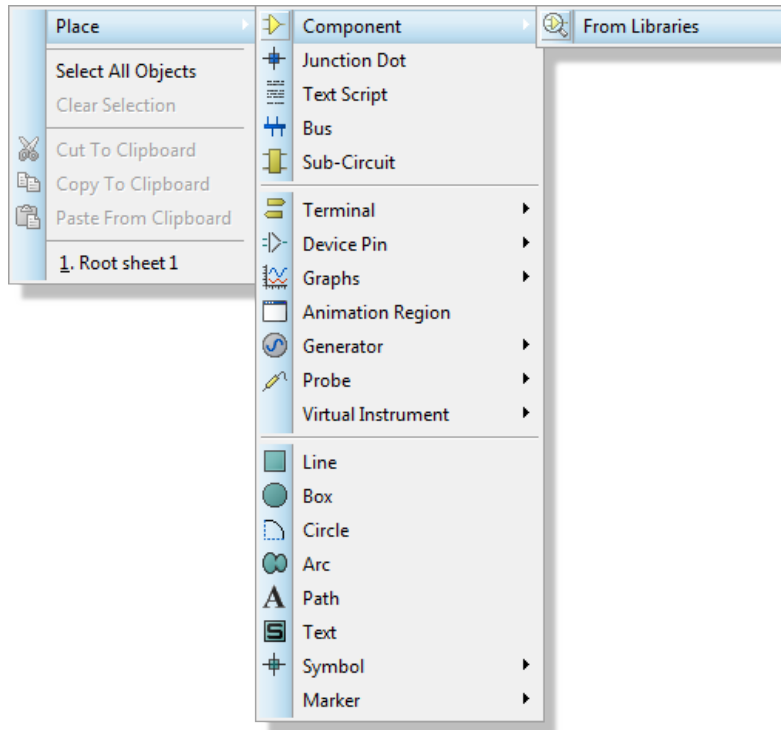 Place
Select All Objects
Clear Selection
Cut To Clipboard
Copy To Clipboard
Paste From Clipboard
1. Root sheet 1
Component
Junction Dot
Text Script
Bus
Sub-Circuit
Terminal
Device Pin
Graphs
Animation Region
Generator
Probe
Virtual Instrument
Line
Box
Circle
Arc
A Path
S Text
Symbol
Marker
From Libraries